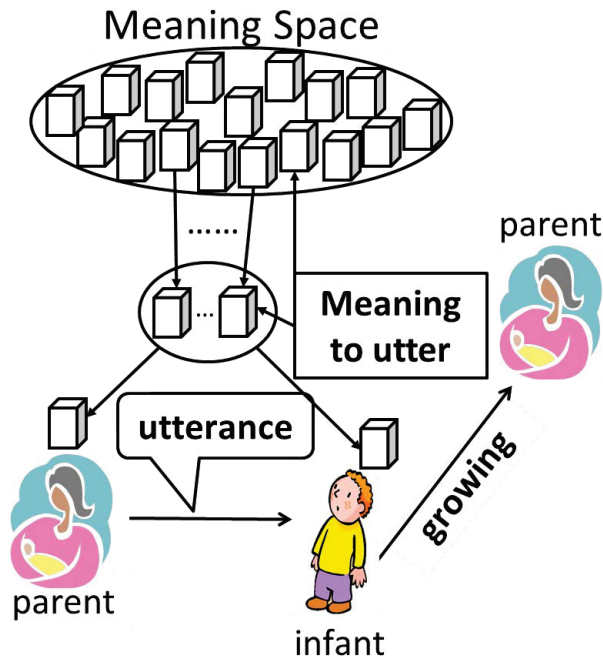 Meaning Space
......
parent
...
Meaning
to utter
utterance
growing
parent
infant